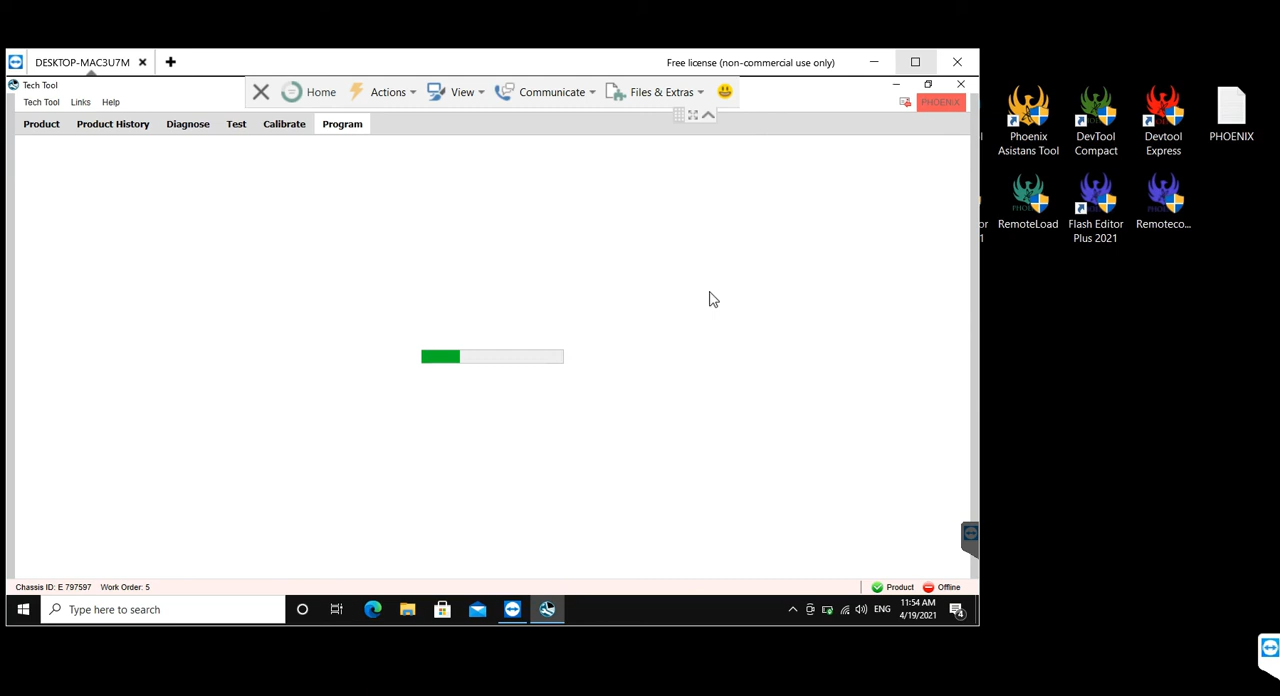 DESKTOP-MAC3U7M
Free license (non-commercial use only)
Tech Tool
Home Actions View Communicate Files & Extras
Tech Tool Links Help
PHOENIX
Product Product History Diagnose Test Calibrate Program
Chassis ID: E 797597 Work Order: 5
Product Offline
Type here to search
ENG
11:54 AM
4/19/2021
4
Phoenix
Asistans Tool
DevTool
Compact
Devtool
Express
PHOENIX
RemoteLoad
Flash Editor
Plus 2021
Remoteco...